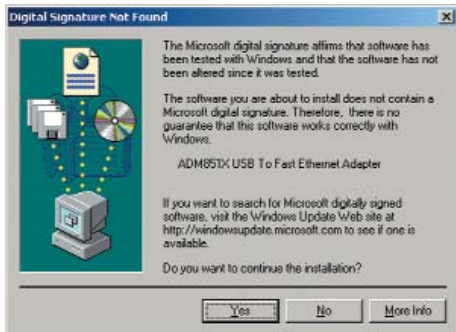 Digital Signature Not Found
The Microsoft digital signature affirms that software has
been tested with Windows and that the software has not
been altered since it was tested.
The software you are about to install does not contain a
Microsoft digital signature. Therefore, there is no
guarantee that this software works correctly with
Windows.
ADM851X USB To Fast Ethernet Adapter
If you want to search for Microsoft digitally signed
software, visit the Windows Update Web site at
http://windowsupdate.microsoft.com to see if one is
available.
Do you want to continue the installation?
Yes No More Info